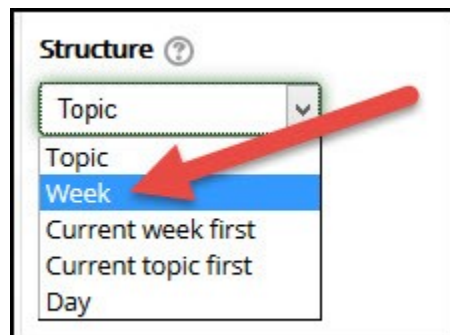 Structure ?
Topic
Topic
Week
Current week first
Current topic first
Day